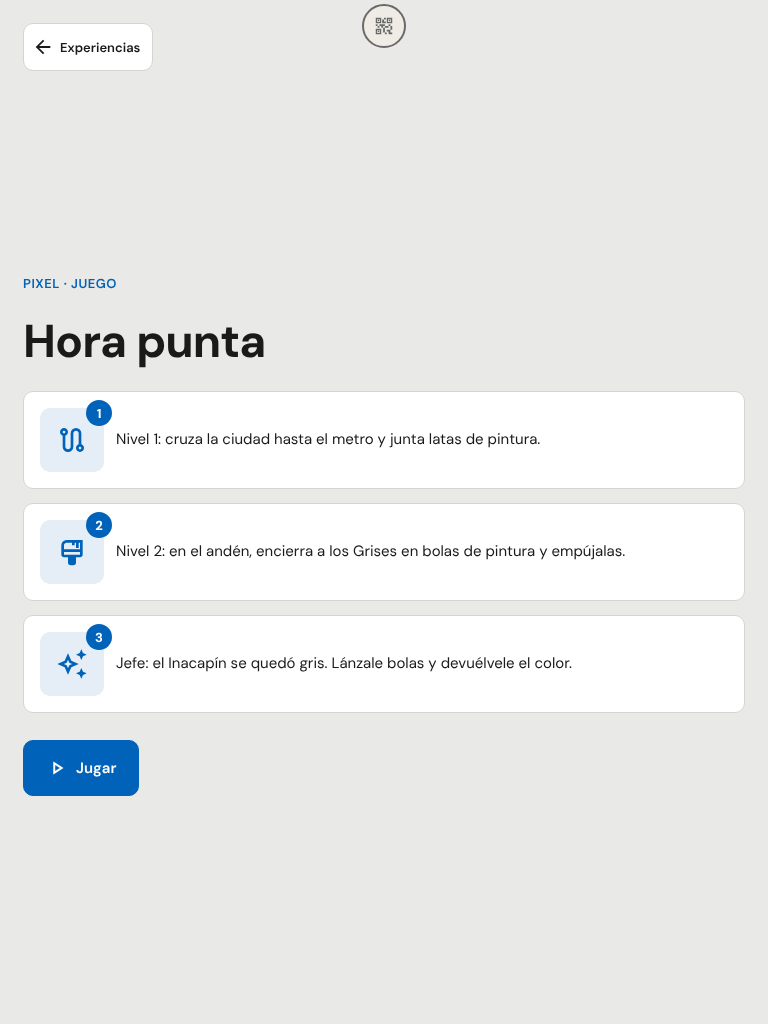 Experiencias
PIXEL · JUEGO
Hora punta
1
Nivel 1: cruza la ciudad hasta el metro y junta latas de pintura.
2
Nivel 2: en el andén, encierra a los Grises en bolas de pintura y empújalas.
3
Jefe: el Inacapín se quedó gris. Lánzale bolas y devuélvele el color.
Jugar